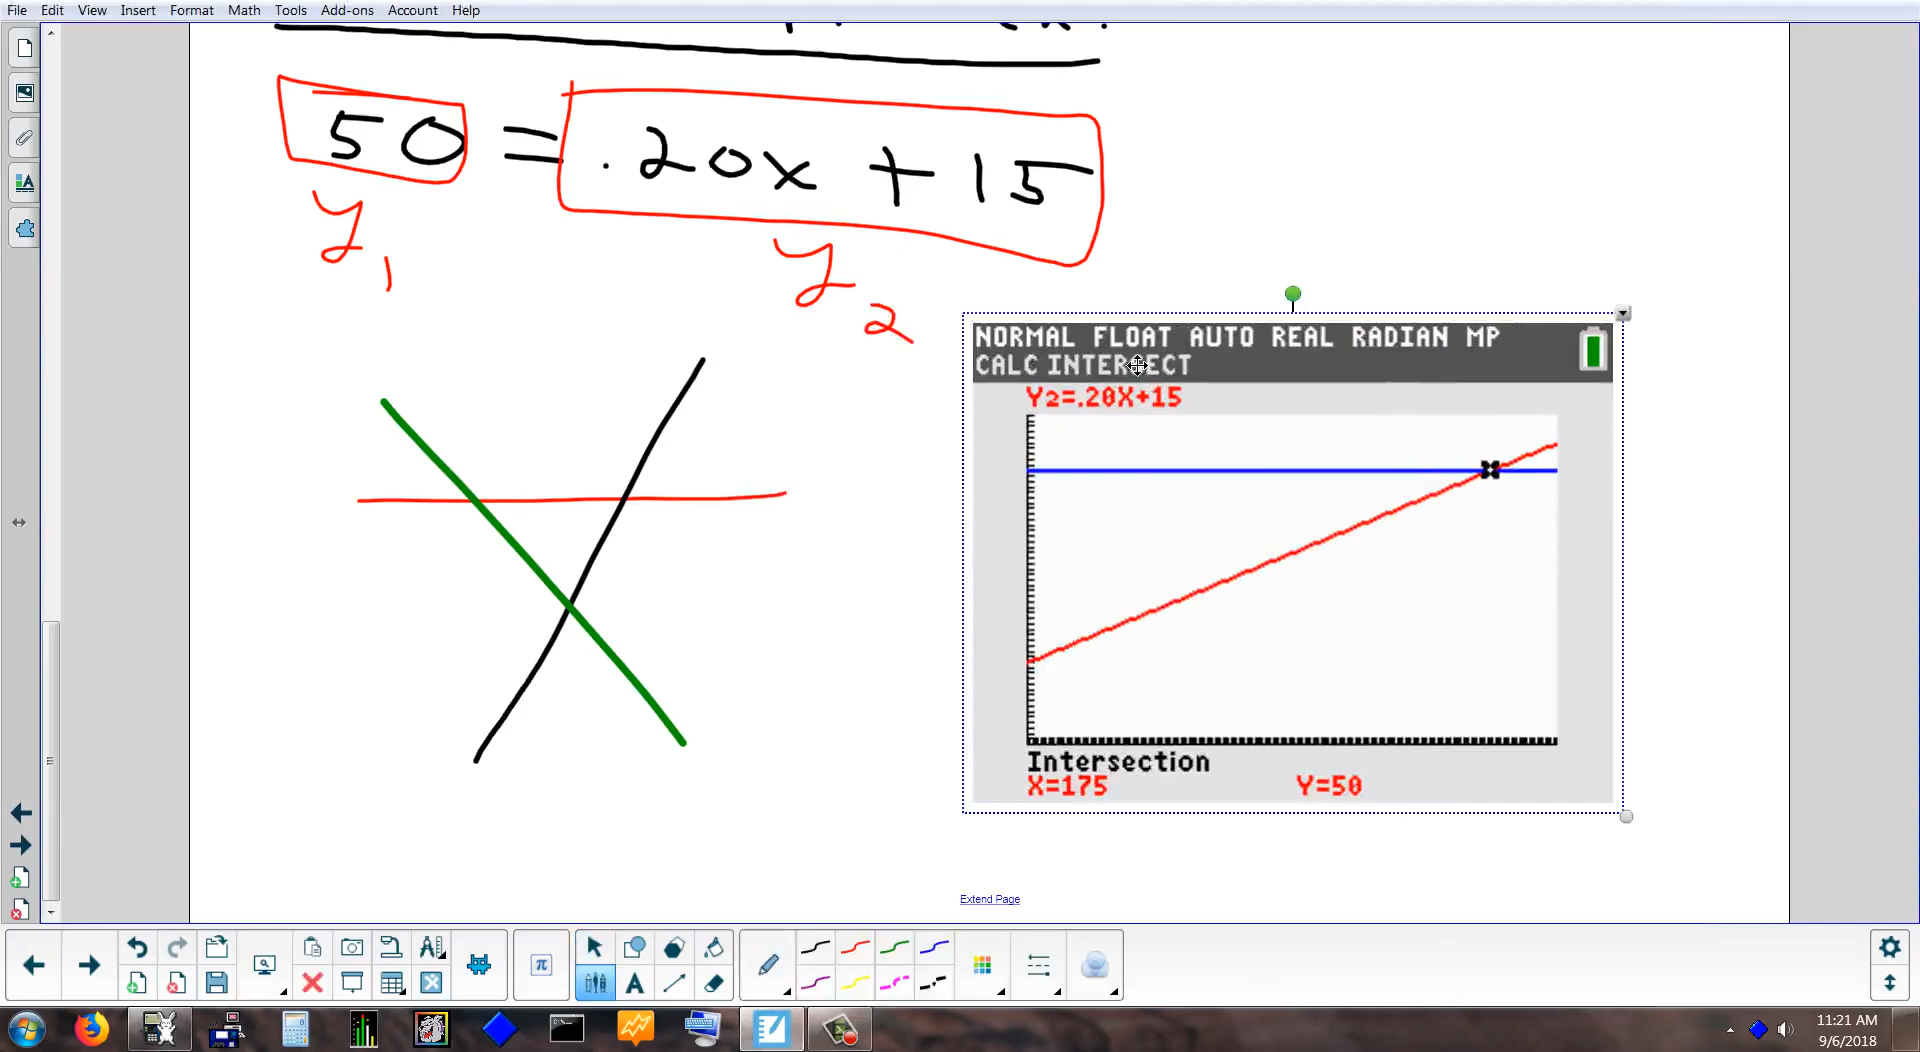 File Edit View Insert Format Math Tools Add-ons Account Help
50 = .20x + 15
y1
y2
NORMAL FLOAT AUTO REAL RADIAN MP
CALC INTERSECT
Y2=.20X+15
Intersection
X=175 Y=50
Extend Page
π
A
11:21 AM
9/6/2018